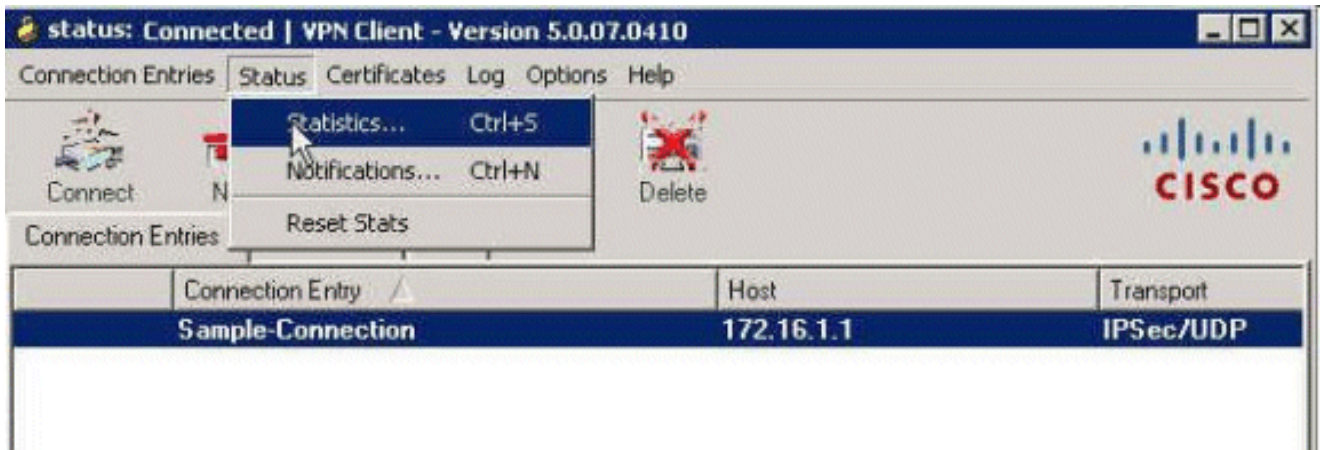 status: Connected | VPN Client - Version 5.0.07.0410
Connection Entries Status Certificates Log Options Help
Statistics... Ctrl+S
Notifications... Ctrl+N
Reset Stats
Connect N Delete
CISCO
Connection Entries
Connection Entry Host Transport
Sample-Connection 172.16.1.1 IPSec/UDP